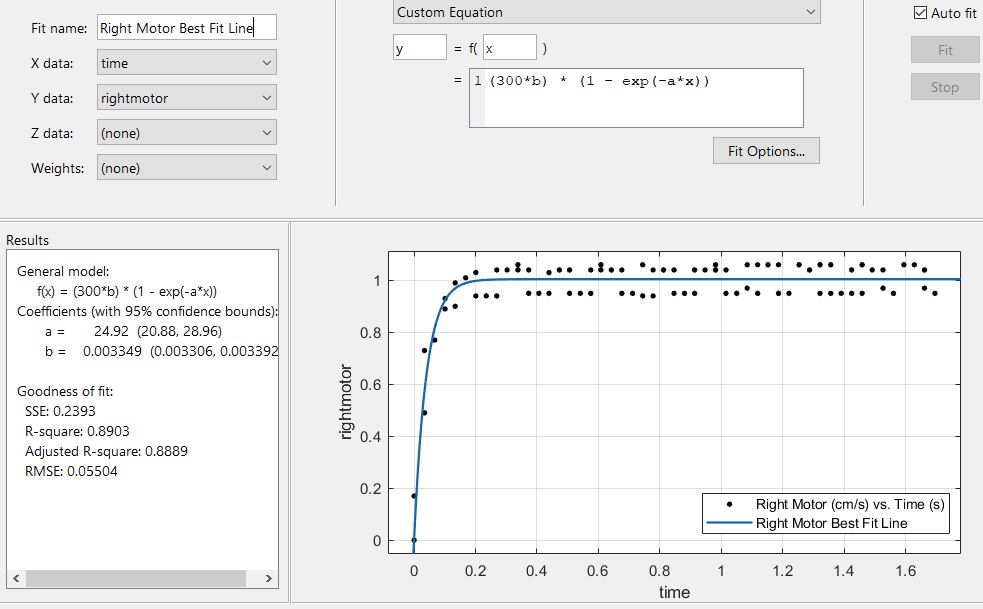 Fit name: Right Motor Best Fit Line
X data: time
Y data: rightmotor
Z data: (none)
Weights: (none)
Custom Equation
y = f( x )
= 1 (300*b) * (1 - exp(-a*x))
Fit Options...
Auto fit
Fit
Stop
Results
General model:
f(x) = (300*b) * (1 - exp(-a*x))
Coefficients (with 95% confidence bounds):
a = 24.92 (20.88, 28.96)
b = 0.003349 (0.003306, 0.003392
Goodness of fit:
SSE: 0.2393
R-square: 0.8903
Adjusted R-square: 0.8889
RMSE: 0.05504
rightmotor
1
0.8
0.6
0.4
0.2
0
Right Motor (cm/s) vs. Time (s)
Right Motor Best Fit Line
0 0.2 0.4 0.6 0.8 1 1.2 1.4 1.6
time